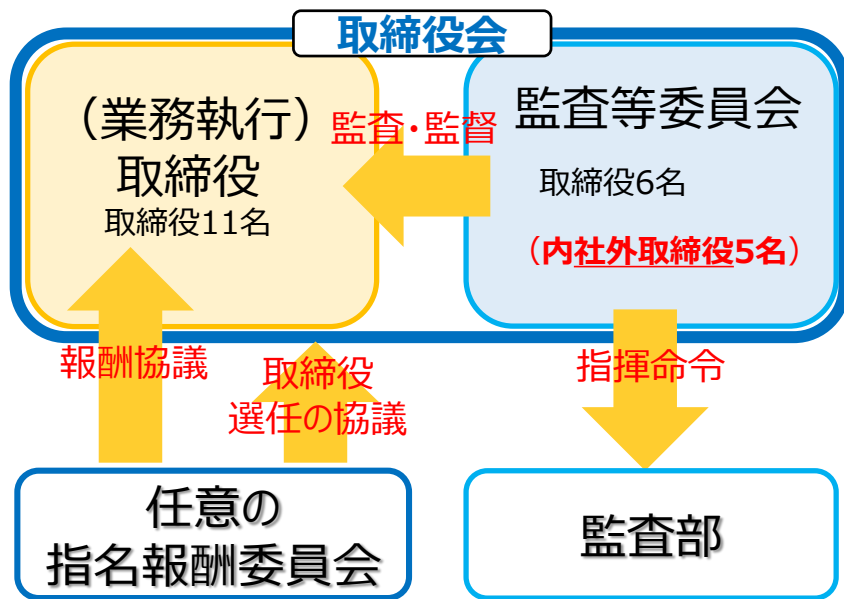 取締役会
（業務執行）
取締役
取締役11名
監査・監督
監査等委員会
取締役6名
（内社外取締役5名）
報酬協議
取締役
選任の協議
指揮命令
任意の
指名報酬委員会
監査部